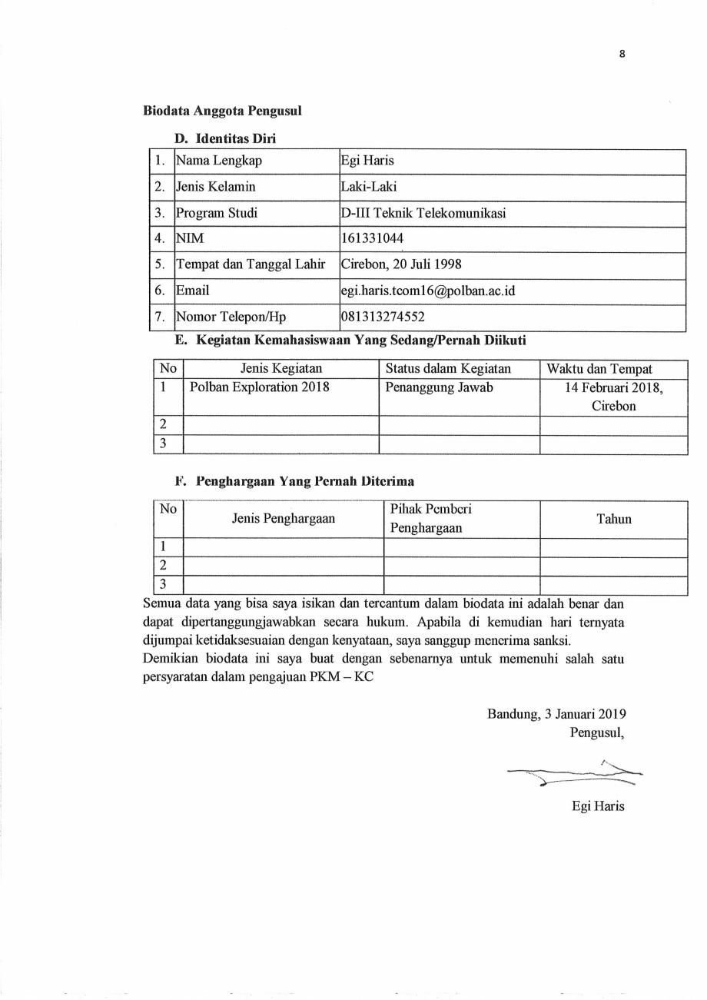 8
Biodata Anggota Pengusul
D. Identitas Diri
1. Nama Lengkap Egi Haris
2. Jenis Kelamin Laki-Laki
3. Program Studi D-III Teknik Telekomunikasi
4. NIM 161331044
5. Tempat dan Tanggal Lahir Cirebon, 20 Juli 1998
6. Email egi.haris.tcom16@polban.ac.id
7. Nomor Telepon/Hp 081313274552
E. Kegiatan Kemahasiswaan Yang Sedang/Pernah Diikuti
No Jenis Kegiatan Status dalam Kegiatan Waktu dan Tempat
1 Polban Exploration 2018 Penanggung Jawab 14 Februari 2018,
Cirebon
2
3
F. Penghargaan Yang Pernah Diterima
No Jenis Penghargaan Pihak Pemberi
Penghargaan Tahun
1
2
3
Semua data yang bisa saya isikan dan tercantum dalam biodata ini adalah benar dan
dapat dipertanggungjawabkan secara hukum. Apabila di kemudian hari ternyata
dijumpai ketidaksesuaian dengan kenyataan, saya sanggup menerima sanksi.
Demikian biodata ini saya buat dengan sebenarnya untuk memenuhi salah satu
persyaratan dalam pengajuan PKM – KC
Bandung, 3 Januari 2019
Pengusul,
Egi Haris